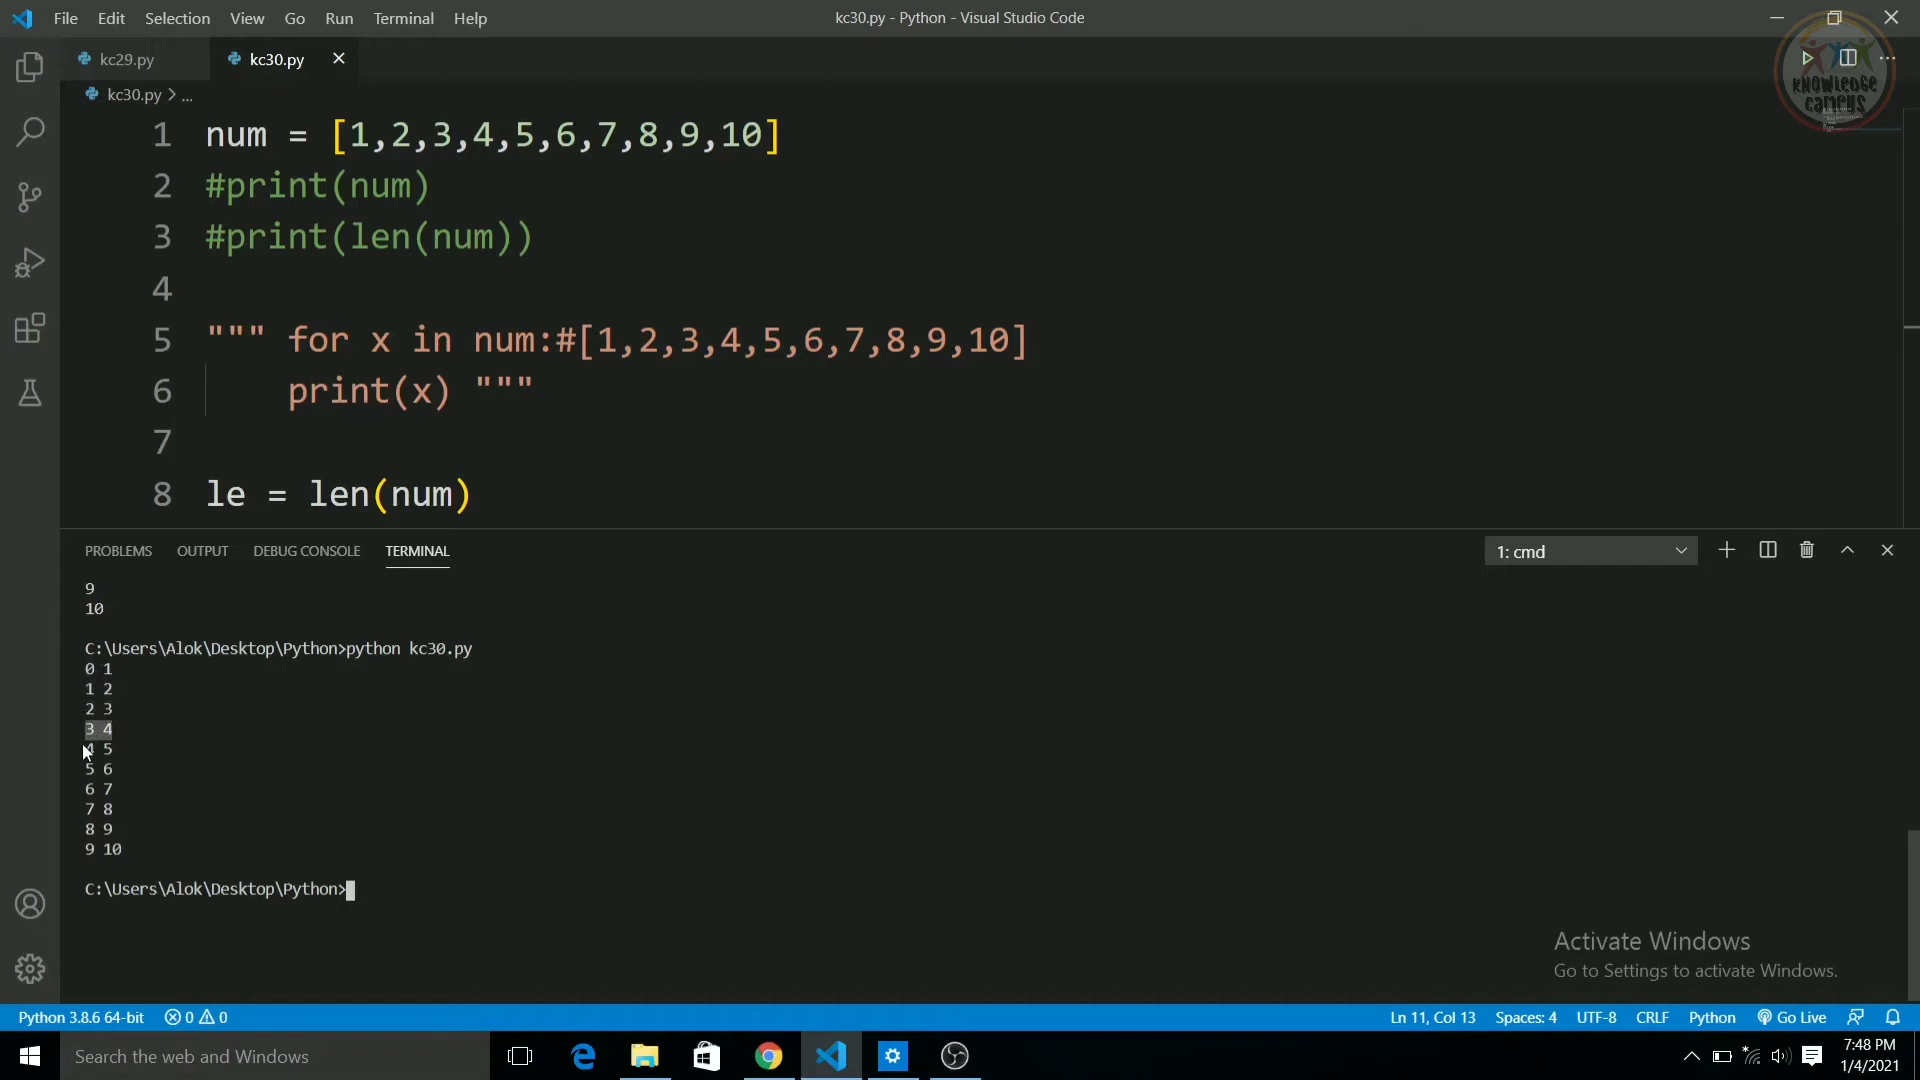 File Edit Selection View Go Run Terminal Help
kc30.py - Python - Visual Studio Code
kc29.py
kc30.py
KNOWLEDGE
campus
kc30.py > ...
1 num = [1,2,3,4,5,6,7,8,9,10]
2 #print(num)
3 #print(len(num))
4
5 """ for x in num:#[1,2,3,4,5,6,7,8,9,10]
6 print(x) """
7
8 le = len(num)
PROBLEMS OUTPUT DEBUG CONSOLE TERMINAL
1: cmd
9
10
C:\Users\Alok\Desktop\Python>python kc30.py
0 1
1 2
2 3
3 4
4 5
5 6
6 7
7 8
8 9
9 10
C:\Users\Alok\Desktop\Python>
Activate Windows
Go to Settings to activate Windows.
Python 3.8.6 64-bit 0 0
Ln 11, Col 13 Spaces: 4 UTF-8 CRLF Python Go Live
Search the web and Windows
7:48 PM
1/4/2021